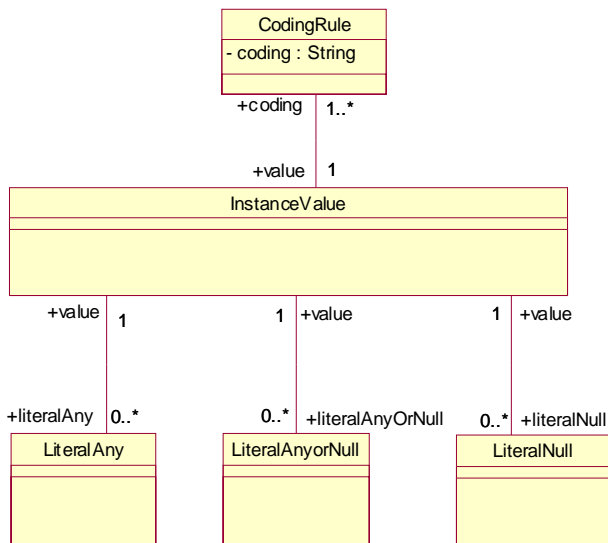 CodingRule
- coding : String
+coding 1..*
+value 1
InstanceValue
+value 1 1 +value 1 +value
+literalAny 0..* 0..* +literalAnyOrNull 0..* +literalNull
LiteralAny LiteralAnyorNull LiteralNull